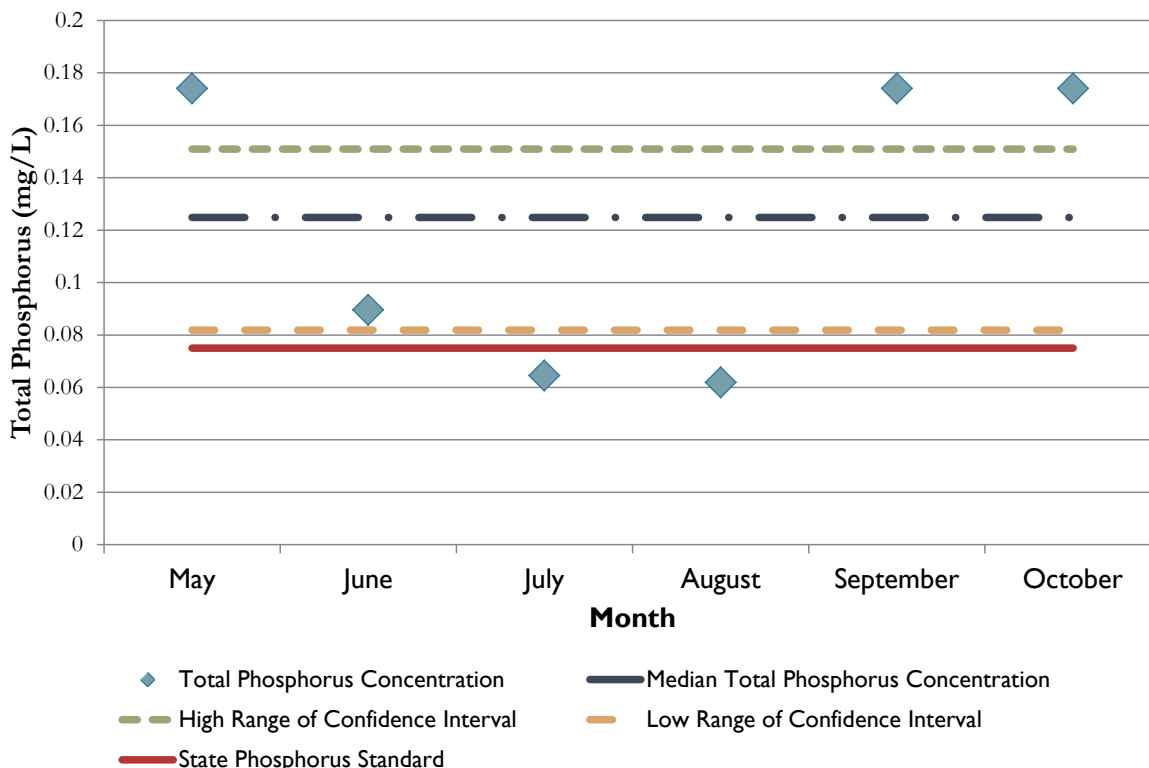 Total Phosphorus (mg/L)
0.2
0.18
0.16
0.14
0.12
0.1
0.08
0.06
0.04
0.02
0
May June July August September October
Month
Total Phosphorus Concentration Median Total Phosphorus Concentration
High Range of Confidence Interval Low Range of Confidence Interval
State Phosphorus Standard